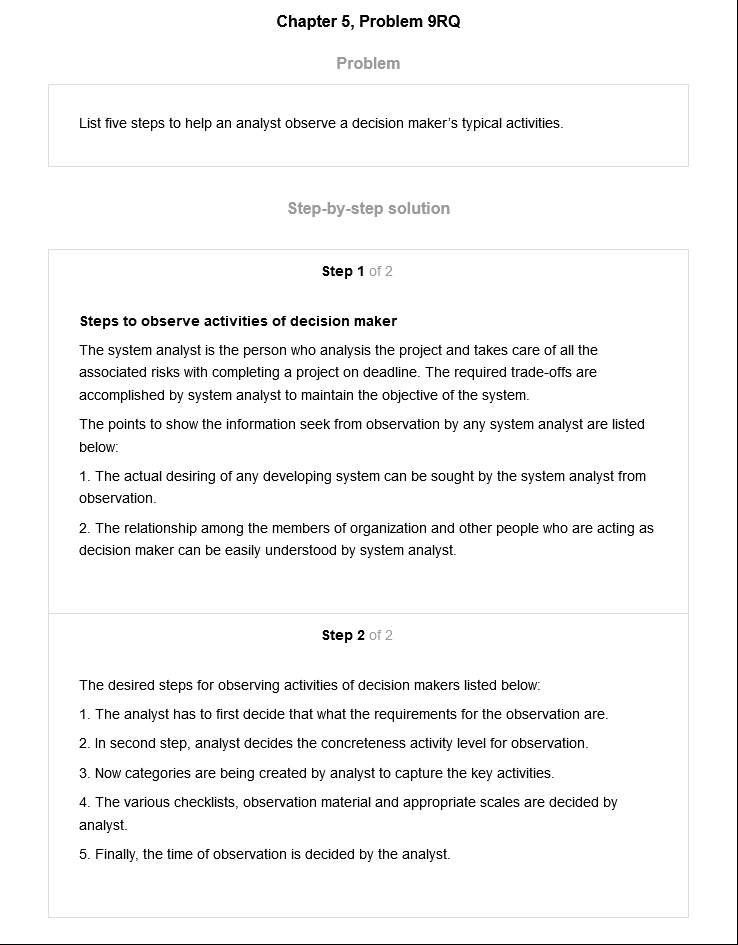 Chapter 5, Problem 9RQ
Problem
List five steps to help an analyst observe a decision maker’s typical activities.
Step-by-step solution
Step 1 of 2
Steps to observe activities of decision maker
The system analyst is the person who analysis the project and takes care of all the
associated risks with completing a project on deadline. The required trade-offs are
accomplished by system analyst to maintain the objective of the system.
The points to show the information seek from observation by any system analyst are listed
below:
1. The actual desiring of any developing system can be sought by the system analyst from
observation.
2. The relationship among the members of organization and other people who are acting as
decision maker can be easily understood by system analyst.
Step 2 of 2
The desired steps for observing activities of decision makers listed below:
1. The analyst has to first decide that what the requirements for the observation are.
2. In second step, analyst decides the concreteness activity level for observation.
3. Now categories are being created by analyst to capture the key activities.
4. The various checklists, observation material and appropriate scales are decided by
analyst.
5. Finally, the time of observation is decided by the analyst.